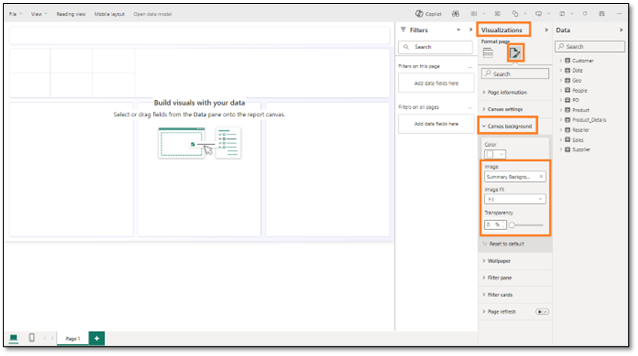 File View Reading view Mobile layout Open data model
Copilot
Build visuals with your data
Select or drag fields from the Data pane onto the report canvas.
Page 1
Filters
Search
Filters on this page
Add data fields here
Filters on all pages
Add data fields here
Visualizations
Format page
Search
Page information
Canvas settings
Canvas background
Color
Image
Summary Backgro...
Image Fit
Fit
Transparency
0 %
Reset to default
Wallpaper
Filter pane
Filter cards
Page refresh
Data
Search
Customer
Date
Geo
People
PO
Product
Product_Details
Reseller
Sales
Supplier